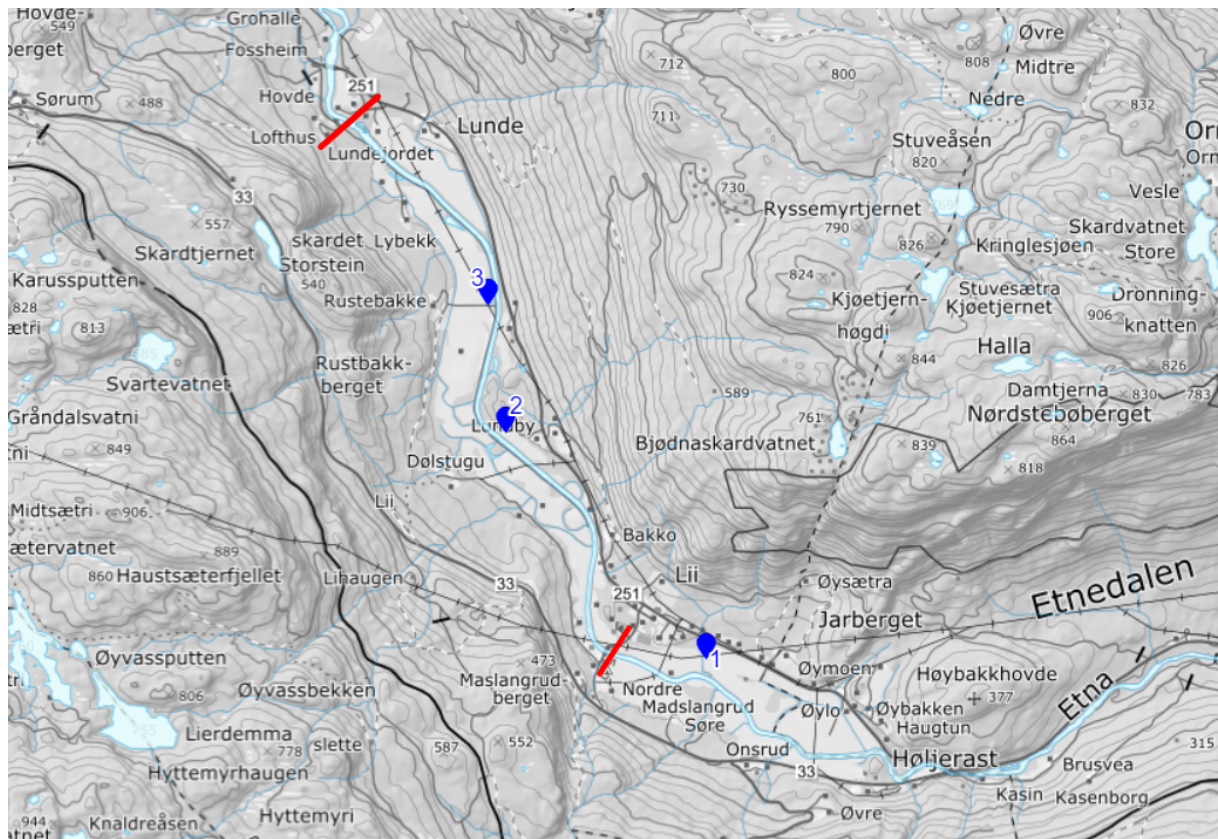 Hovde-
549
berget
Grohalle
Fossheim
Øvre
808
Midtre
712
800
Sørum
488
Hovde
251
Nedre
832
Lofthus
Lunde
711
Lundejordet
Stuveåsen
820
Orn
Orn
33
730
Vesle
557
skardet
Lybekk
Ryssemyrtjernet
790
826
Skardvatnet
Skardtjernet
Storstein
Kringlesjøen
Store
Karussputten
540
3
824
Stuvesætra
Drønning-
828
Rustebakke
Kjøetjern-
Kjøetjernet
906
knatten
ætri
813
høgdi
Rustbakk-
berget
844
Halla
826
Svartevatnet
589
Damtjerna
830
783
Gråndalsvatni
2
761
Nørdstebøberget
Lundby
Bjødnaskardvatnet
839
864
849
tni
Dølstugu
818
Lii
Midtsætri
906
ætervatnet
889
Bakko
860
Haustsæterfjellet
Lihaugen
33
Lii
Øysætra
251
Etnedalen
Jarberget
1
Øyvassputten
473
Maslangrud-
berget
Øymoen
Høybakkhovde
377
806
Øyvassbekken
Nordre
Madslangrud
Søre
Øylo
Øybakken
Haugtun
Etna
755
Lierdemma
778
slette
587
552
Onsrud
Høljerast
315
Hyttemyrhaugen
33
Brusvea
Kasin
Kasenborg
Hyttemyri
Øvre
944
Knaldreåsen
vatnet